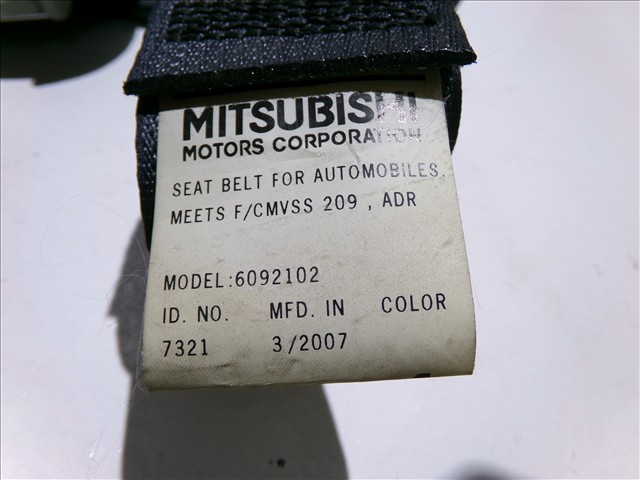 MITSUBISHI
MOTORS CORPORATION
SEAT BELT FOR AUTOMOBILES.
MEETS F/CMVSS 209 , ADR
MODEL:6092102
ID. NO. MFD. IN COLOR
7321 3/2007